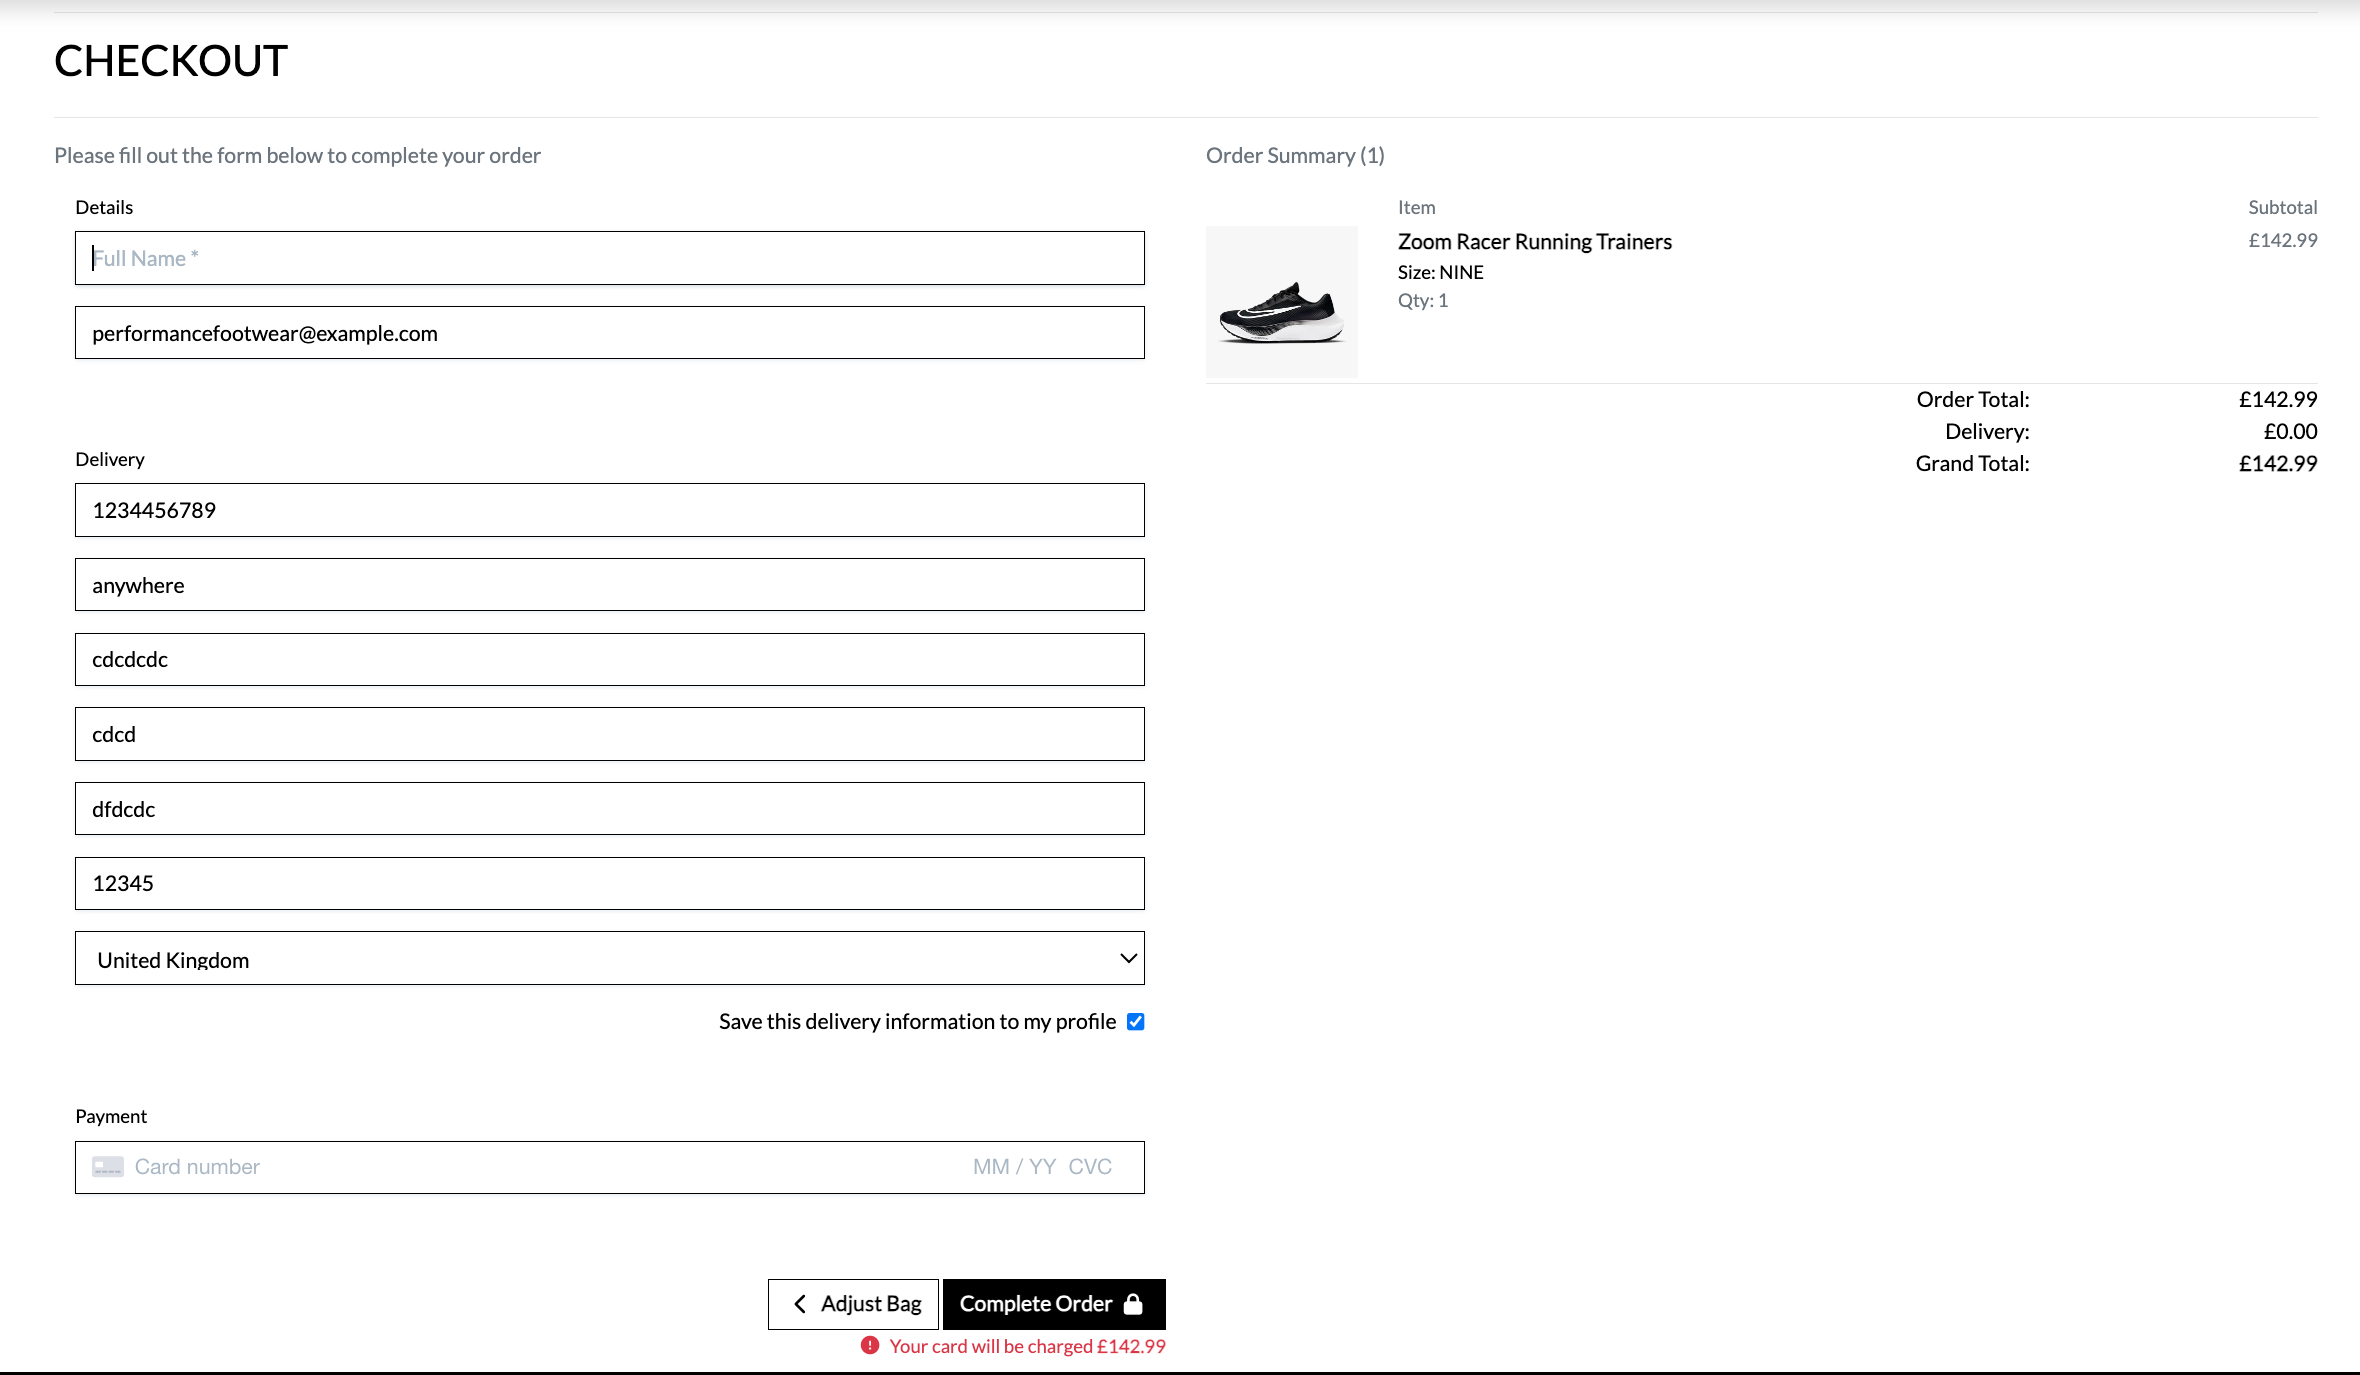 CHECKOUT
Please fill out the form below to complete your order
Details
Full Name *
performancefootwear@example.com
Delivery
1234456789
anywhere
cdcdcdc
cdcd
dfdcdc
12345
United Kingdom
Save this delivery information to my profile
Payment
Card number MM / YY CVC
Adjust Bag
Complete Order
Your card will be charged £142.99
Order Summary (1)
Item Subtotal
Zoom Racer Running Trainers £142.99
Size: NINE
Qty: 1
Order Total: £142.99
Delivery: £0.00
Grand Total: £142.99